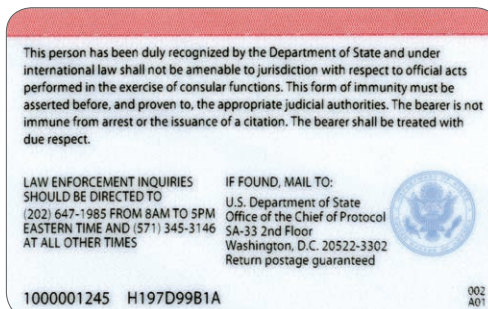 This person has been duly recognized by the Department of State and under
international law shall not be amenable to jurisdiction with respect to official acts
performed in the exercise of consular functions. This form of immunity must be
asserted before, and proven to, the appropriate judicial authorities. The bearer is not
immune from arrest or the issuance of a citation. The bearer shall be treated with
due respect.
LAW ENFORCEMENT INQUIRIES
SHOULD BE DIRECTED TO
(202) 647-1985 FROM 8AM TO 5PM
EASTERN TIME AND (571) 345-3146
AT ALL OTHER TIMES
IF FOUND, MAIL TO:
U.S. Department of State
Office of the Chief of Protocol
SA-33 2nd Floor
Washington, D.C. 20522-3302
Return postage guaranteed
1000001245 H197D99B1A
002
A01